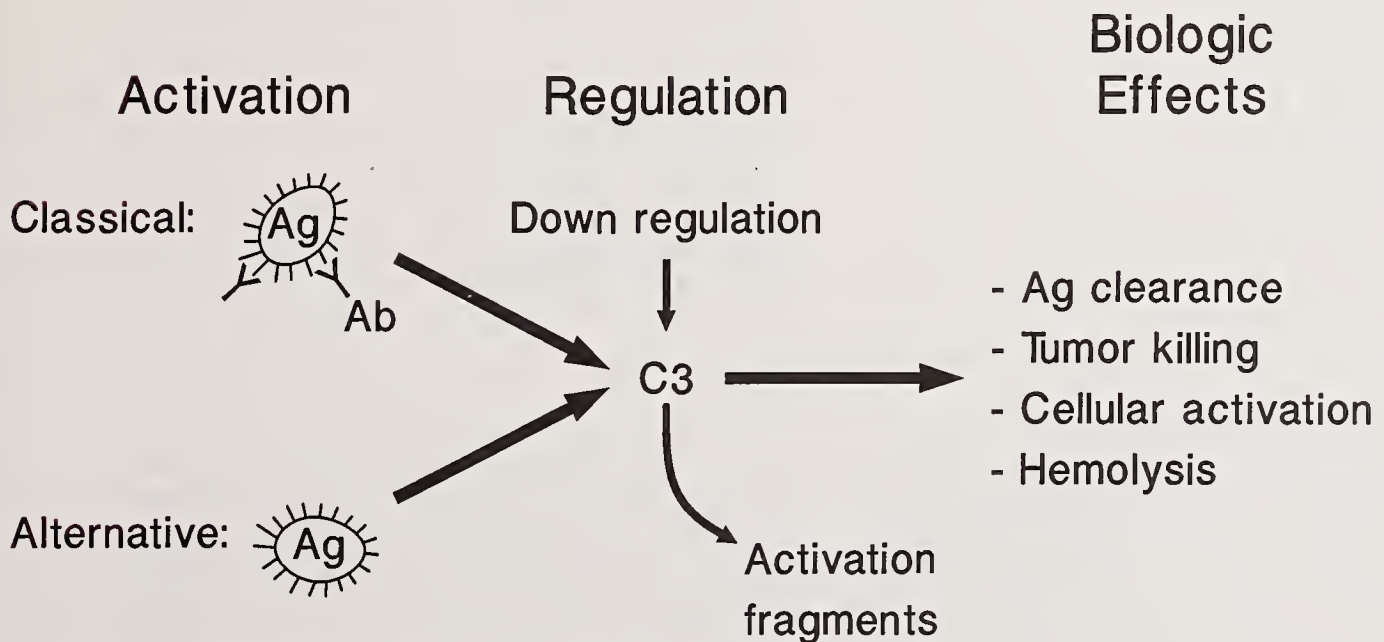 Activation
Regulation
Biologic
Effects
Classical:
Ag
Ab
Down regulation
C3
- Ag clearance
- Tumor killing
- Cellular activation
- Hemolysis
Alternative:
Ag
Activation
fragments